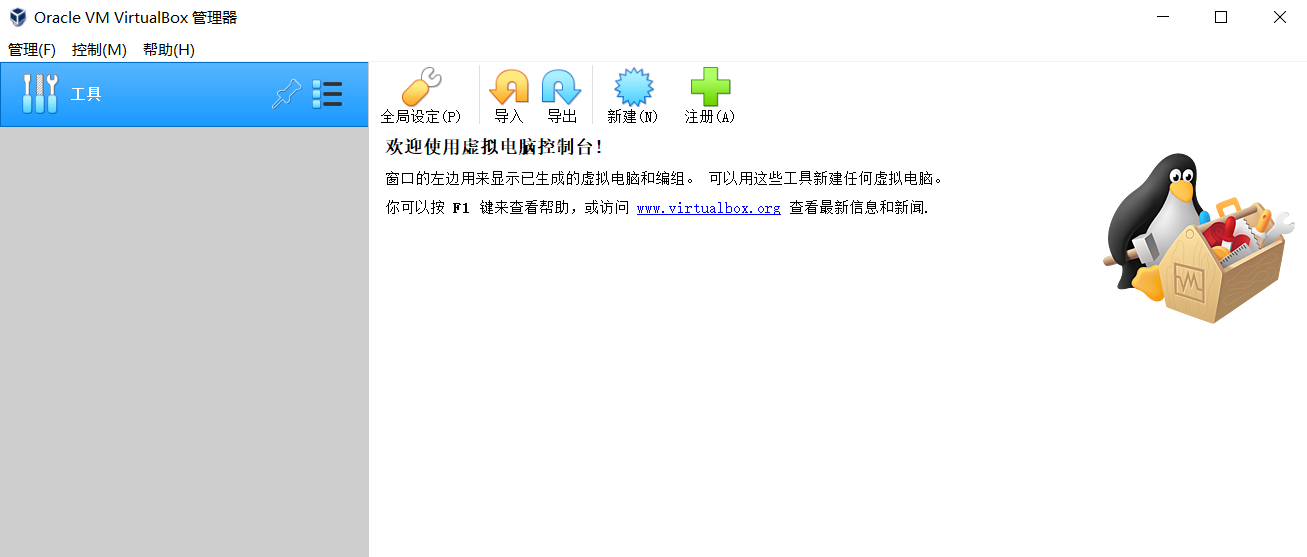 Oracle VM VirtualBox 管理器
管理(F) 控制(M) 帮助(H)
工具
全局设定(P) 导入 导出 新建(N) 注册(A)
欢迎使用虚拟电脑控制台!
窗口的左边用来显示已生成的虚拟电脑和编组。 可以用这些工具新建任何虚拟电脑。
你可以按 F1 键来查看帮助，或访问 www.virtualbox.org 查看最新信息和新闻.